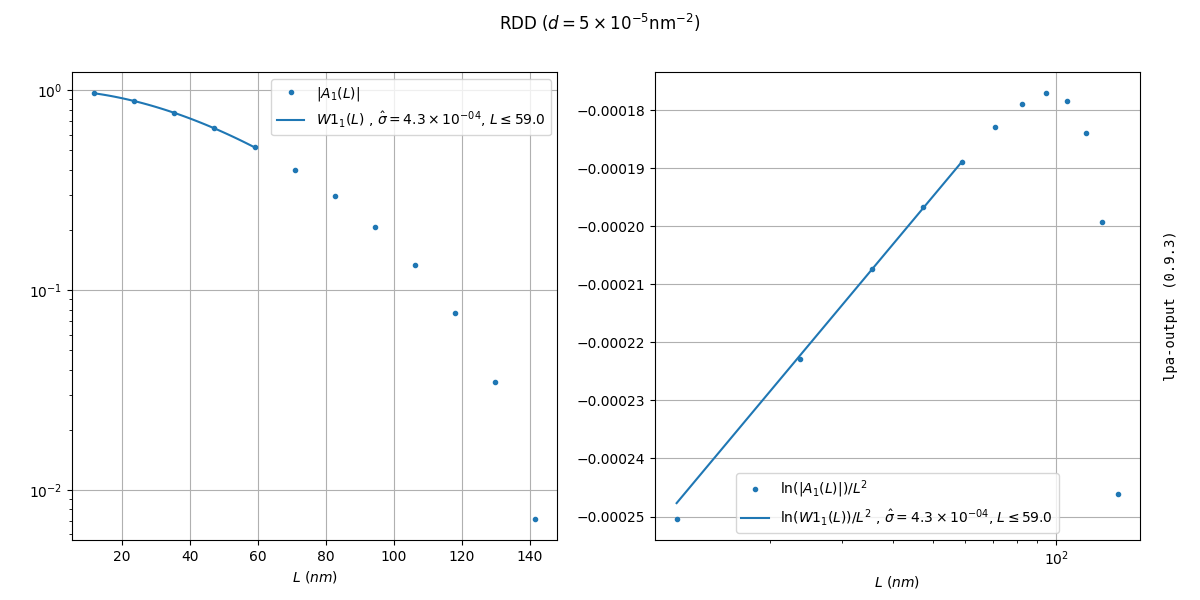 RDD (d = 5 × 10⁻⁵nm⁻²)
|A₁(L)|
W1₁(L) , σ̂ = 4.3 × 10⁻⁰⁴, L ≤ 59.0
10⁰
10⁻¹
10⁻²
20 40 60 80 100 120 140
L (nm)
−0.00018
−0.00019
−0.00020
−0.00021
−0.00022
−0.00023
−0.00024
−0.00025
ln(|A₁(L)|)/L²
ln(W1₁(L))/L² , σ̂ = 4.3 × 10⁻⁰⁴, L ≤ 59.0
10²
L (nm)
lpa-output (0.9.3)